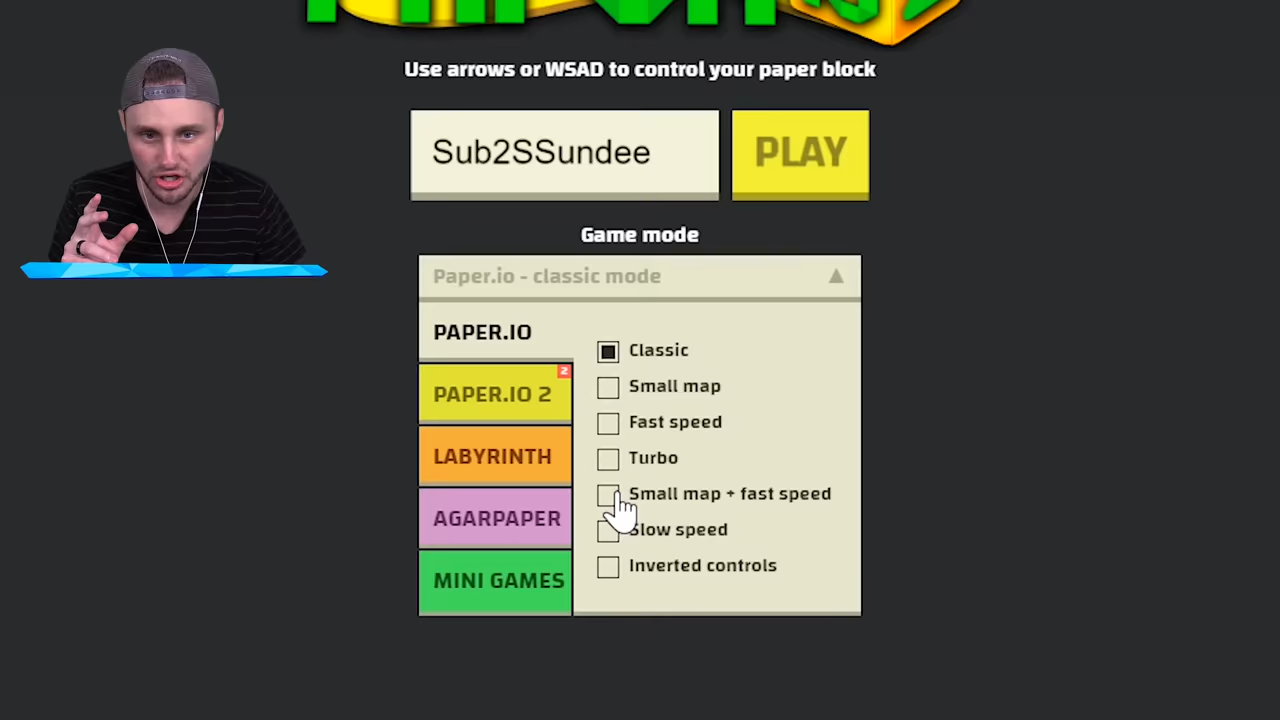 Use arrows or WSAD to control your paper block
Sub2SSundee
PLAY
Game mode
Paper.io - classic mode
PAPER.IO
PAPER.IO 2
2
LABYRINTH
AGARPAPER
MINI GAMES
Classic
Small map
Fast speed
Turbo
Small map + fast speed
Slow speed
Inverted controls